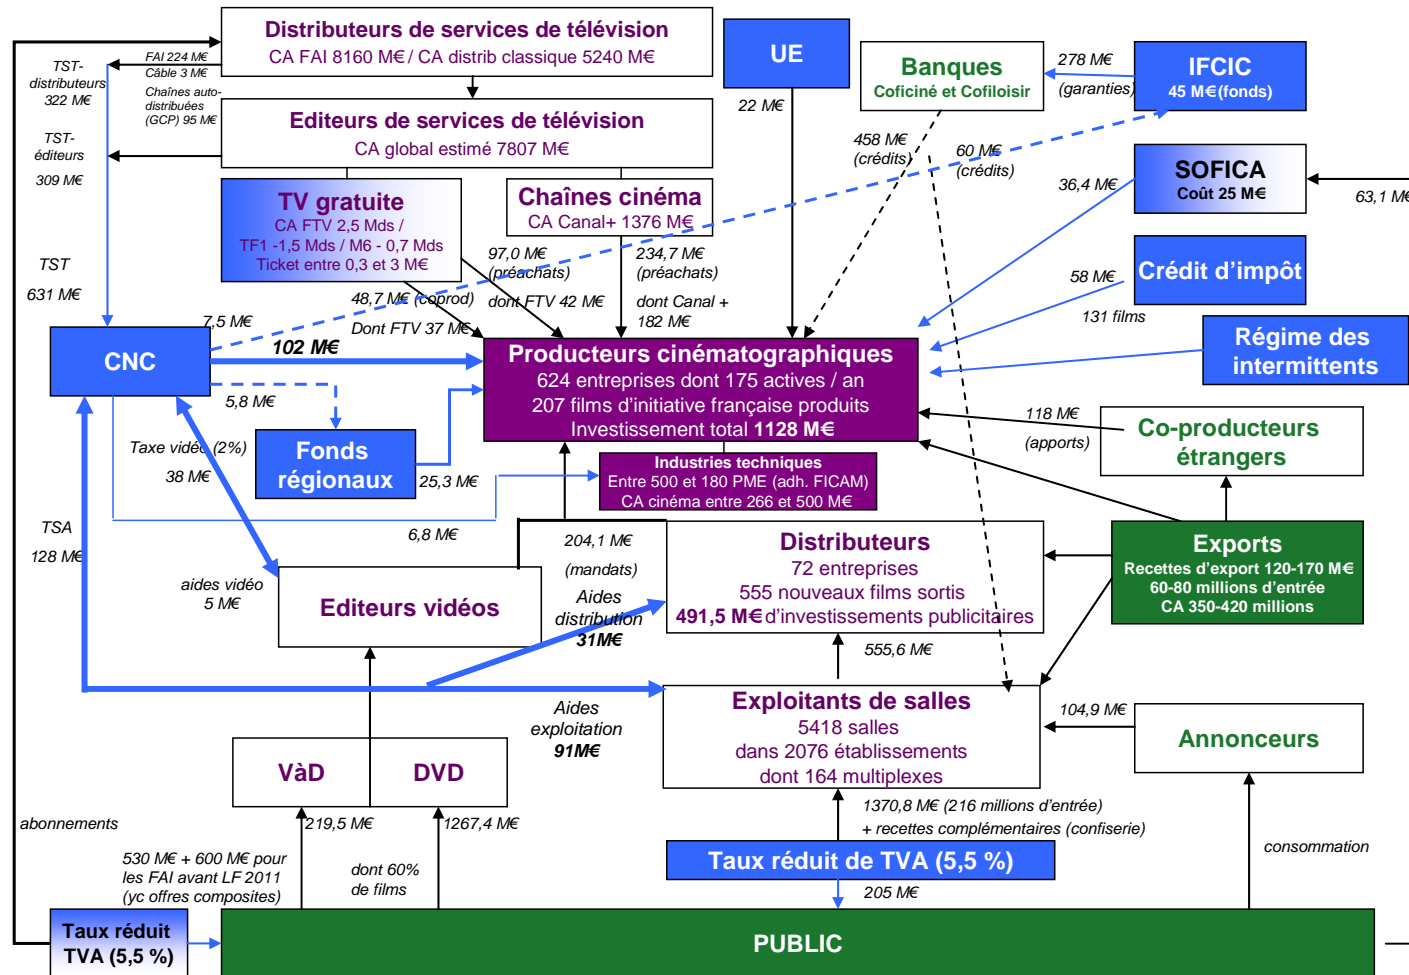 Distributeurs de services de télévision
CA FAI 8160 M€ / CA distrib classique 5240 M€
UE
Banques
Coficiné et Cofiloisir
278 M€
(garanties)
IFCIC
45 M€(fonds)
TST-
distributeurs
322 M€
FAI 224 M€
Câble 3 M€
Chaînes auto-
distribuées
(GCP) 95 M€
22 M€
Editeurs de services de télévision
CA global estimé 7807 M€
TST-
éditeurs
309 M€
458 M€
(crédits)
60 M€
(crédits)
SOFICA
Coût 25 M€
36,4 M€
63,1 M€
TV gratuite
CA FTV 2,5 Mds /
TF1 -1,5 Mds / M6 - 0,7 Mds
Ticket entre 0,3 et 3 M€
Chaînes cinéma
CA Canal+ 1376 M€
97,0 M€
(préachats)
dont FTV 42 M€
234,7 M€
(préachats)
dont Canal +
182 M€
TST
631 M€
48,7 M€ (coprod)
Dont FTV 37 M€
Crédit d'impôt
58 M€
131 films
7,5 M€
CNC
102 M€
Producteurs cinématographiques
624 entreprises dont 175 actives / an
207 films d'initiative française produits
Investissement total 1128 M€
Régime des
intermittents
5,8 M€
Fonds
régionaux
25,3 M€
Taxe vidéo (2%)
38 M€
118 M€
(apports)
Co-producteurs
étrangers
Industries techniques
Entre 500 et 180 PME (adh. FICAM)
CA cinéma entre 266 et 500 M€
6,8 M€
TSA
128 M€
204,1 M€
(mandats)
Distributeurs
72 entreprises
555 nouveaux films sortis
491,5 M€ d'investissements publicitaires
Exports
Recettes d'export 120-170 M€
60-80 millions d'entrée
CA 350-420 millions
aides vidéo
5 M€
Editeurs vidéos
Aides
distribution
31M€
555,6 M€
Exploitants de salles
5418 salles
dans 2076 établissements
dont 164 multiplexes
Aides
exploitation
91M€
104,9 M€
Annonceurs
VàD
DVD
219,5 M€
1267,4 M€
1370,8 M€ (216 millions d'entrée)
+ recettes complémentaires (confiserie)
abonnements
Taux réduit de TVA (5,5 %)
consommation
530 M€ + 600 M€ pour
les FAI avant LF 2011
(yc offres composites)
dont 60%
de films
205 M€
Taux réduit
TVA (5,5 %)
PUBLIC